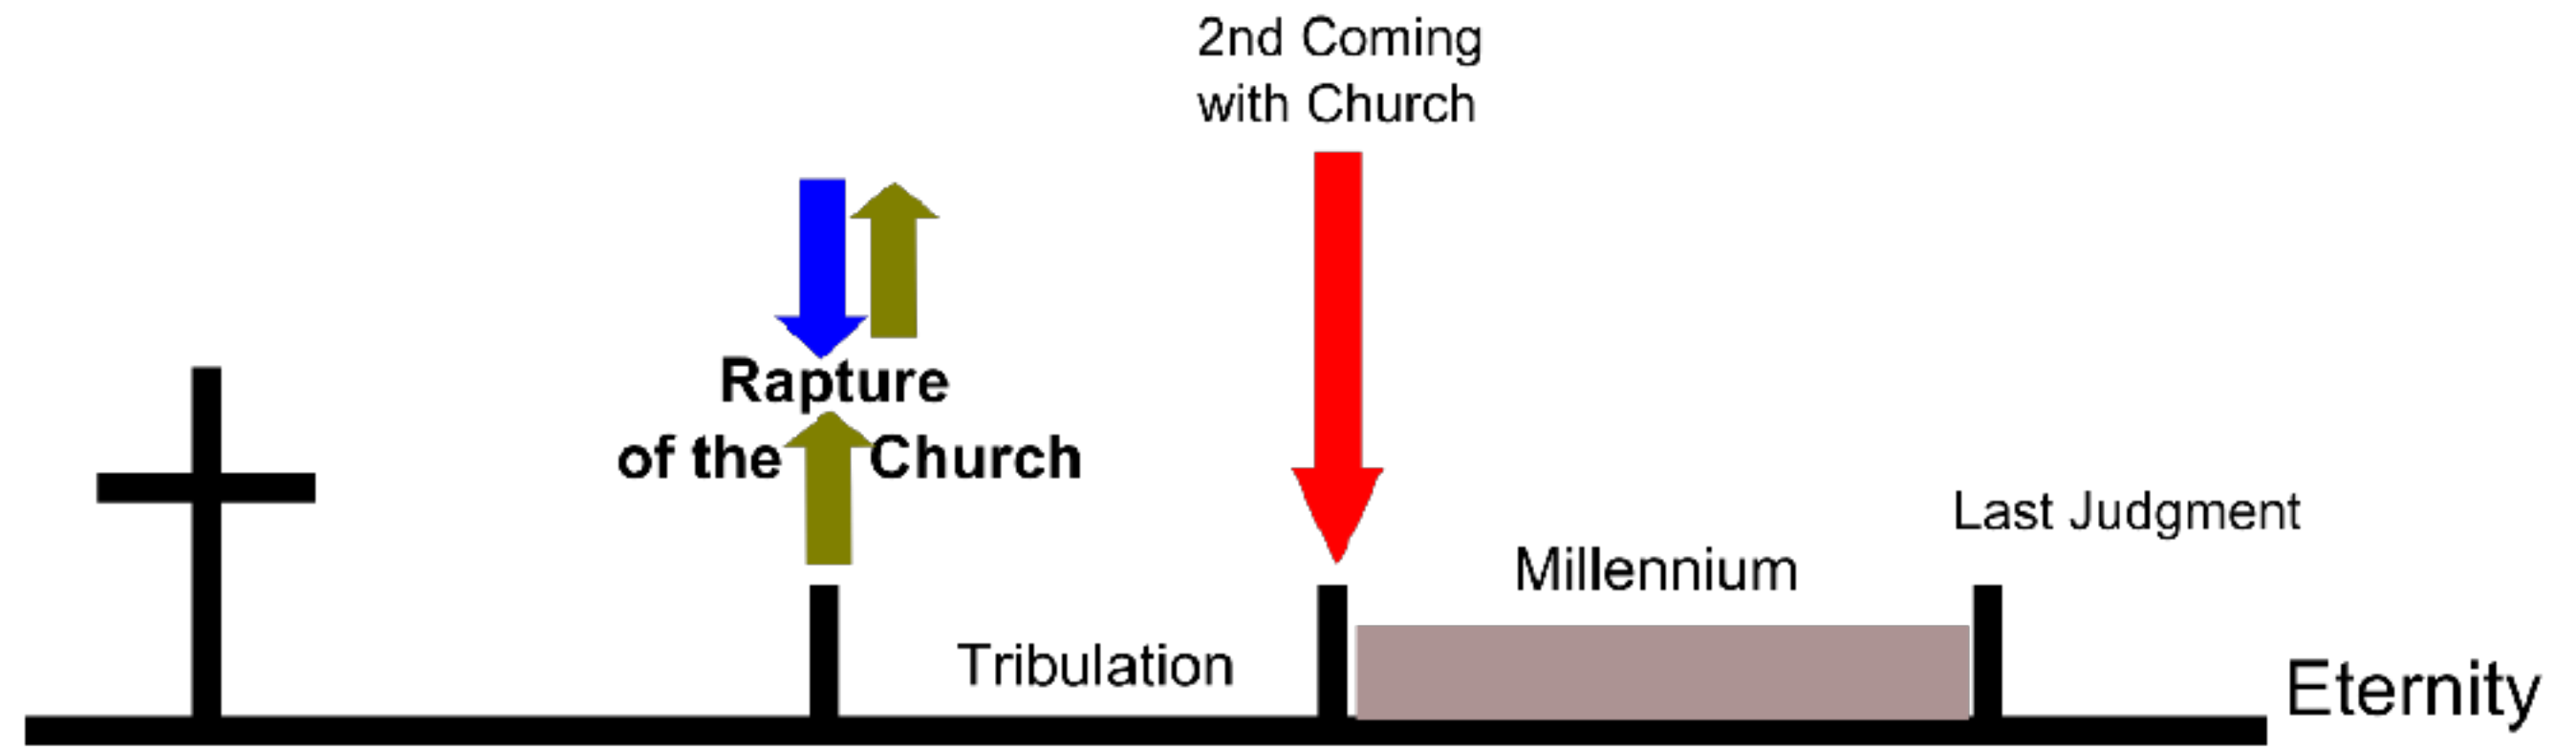 2nd Coming
with Church
Rapture
of the Church
Last Judgment
Millennium
Tribulation
Eternity